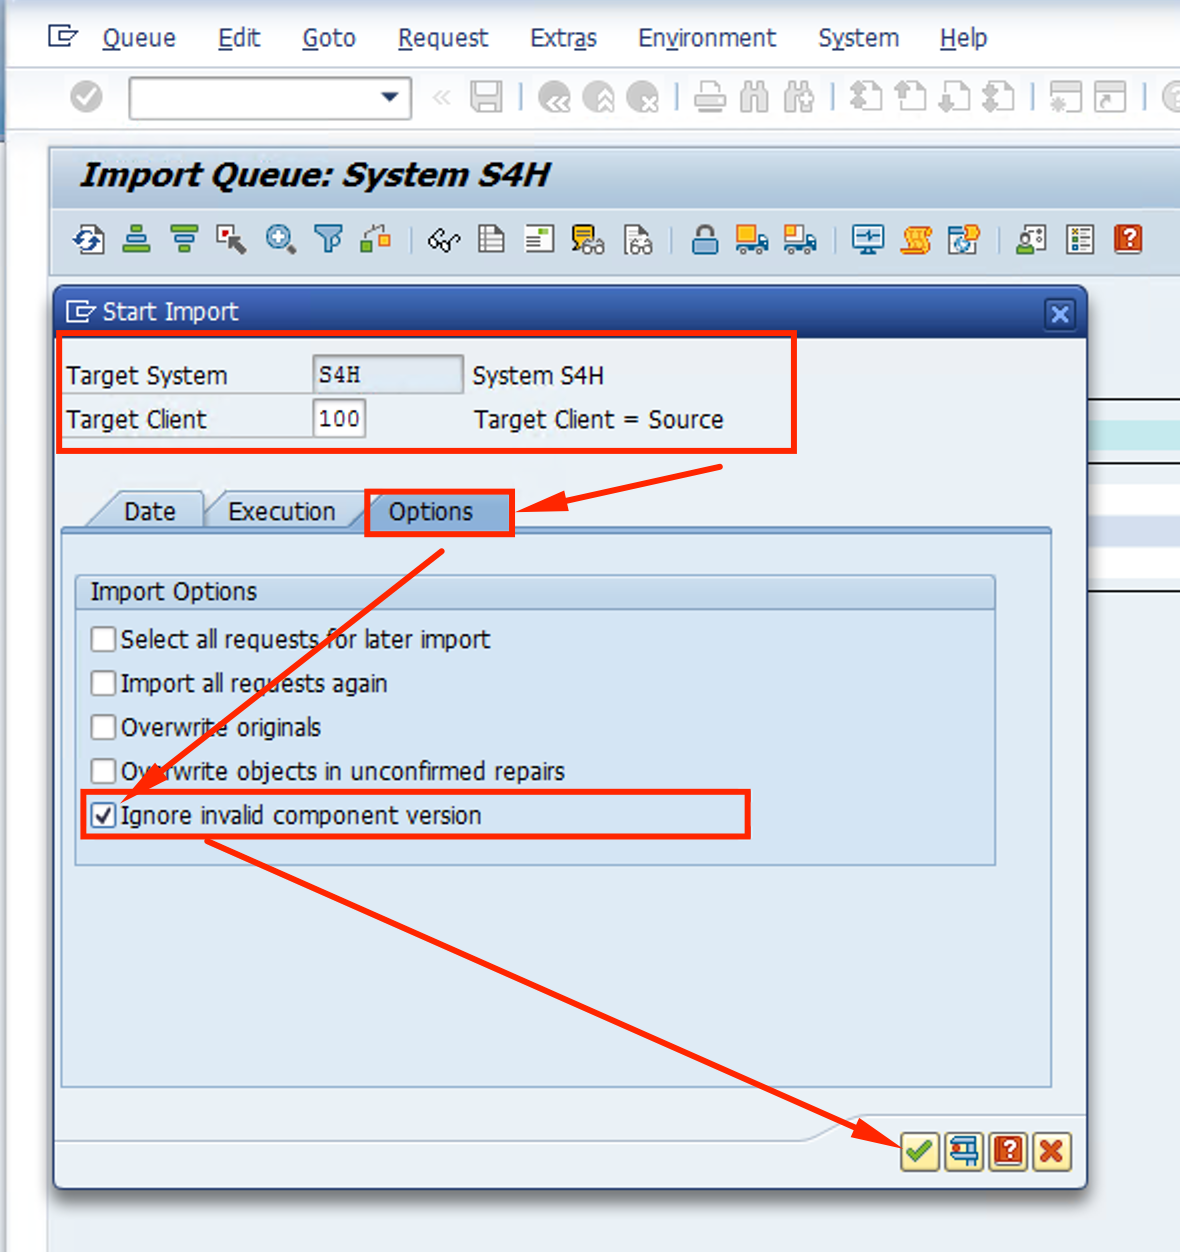 Queue Edit Goto Request Extras Environment System Help
Import Queue: System S4H
Start Import
Target System S4H System S4H
Target Client 100 Target Client = Source
Date Execution Options
Import Options
Select all requests for later import
Import all requests again
Overwrite originals
Overwrite objects in unconfirmed repairs
Ignore invalid component version